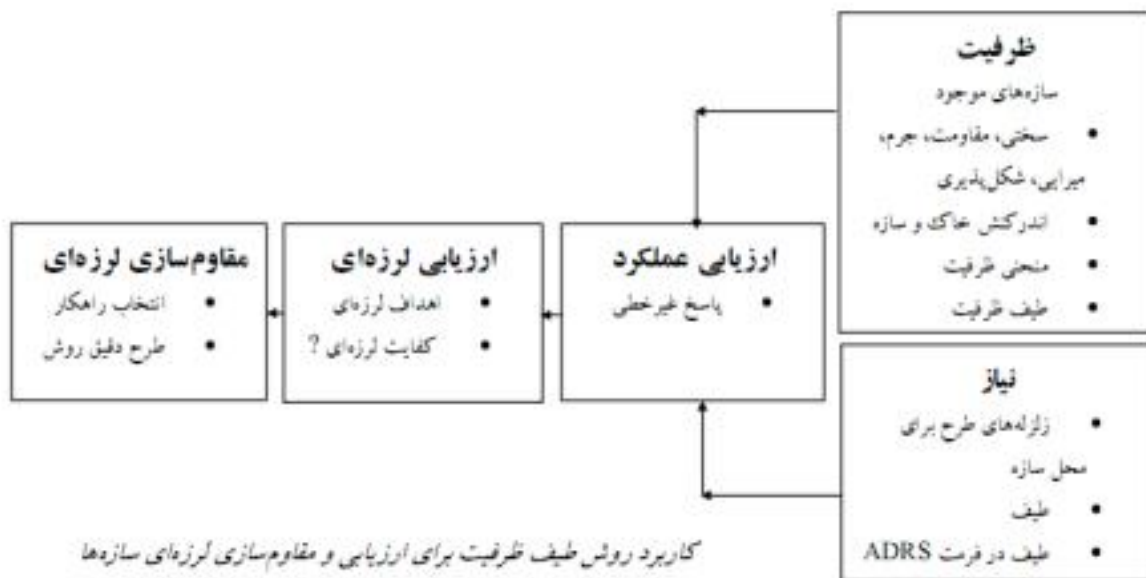 ظرفیت
سازه‌های موجود
• سختی، مقاومت، جرم،
میرایی، شکل‌پذیری
• اندرکنش خاک و سازه
• منحنی ظرفیت
• طیف ظرفیت
نیاز
• زلزله‌های طرح برای
محل سازه
• طیف
• طیف در فرمت ADRS
ارزیابی عملکرد
• پاسخ غیرخطی
ارزیابی لرزه‌ای
• اهداف لرزه‌ای
• کفایت لرزه‌ای ?
مقاوم‌سازی لرزه‌ای
• انتخاب راهکار
• طرح دقیق روش
کاربرد روش طیف ظرفیت برای ارزیابی و مقاوم‌سازی لرزه‌ای سازه‌ها